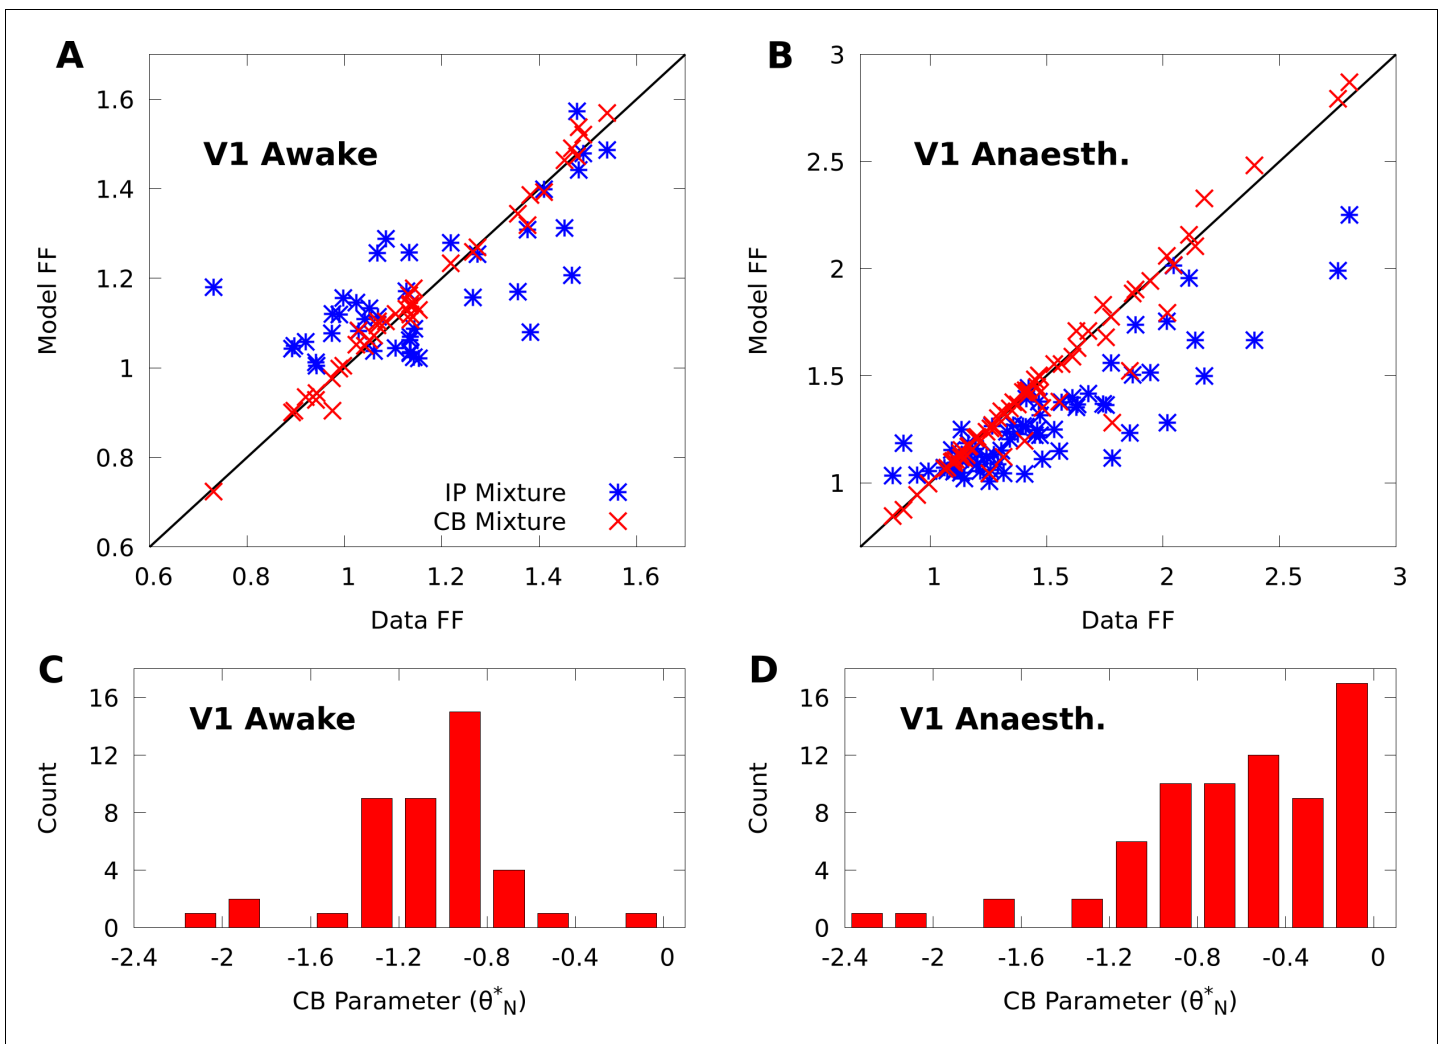 A
V1 Awake
Model FF
1.6
1.4
1.2
1
0.8
0.6
IP Mixture
CB Mixture
0.6 0.8 1 1.2 1.4 1.6
Data FF
B
V1 Anaesth.
Model FF
3
2.5
2
1.5
1
1 1.5 2 2.5 3
Data FF
C
V1 Awake
Count
16
12
8
4
0
-2.4 -2 -1.6 -1.2 -0.8 -0.4 0
CB Parameter (θ*N)
D
V1 Anaesth.
Count
16
12
8
4
0
-2.4 -2 -1.6 -1.2 -0.8 -0.4 0
CB Parameter (θ*N)